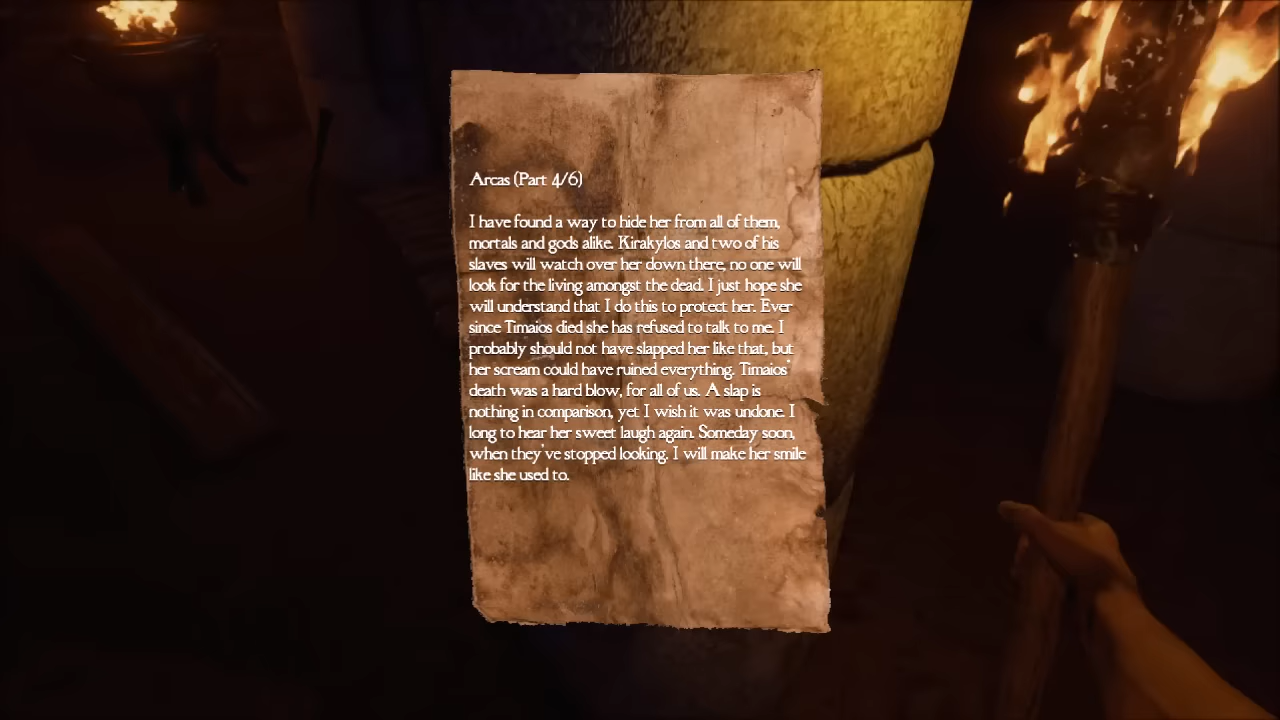 Arcas (Part 4/6)
I have found a way to hide her from all of them,
mortals and gods alike. Kirakylos and two of his
slaves will watch over her down there, no one will
look for the living amongst the dead. I just hope she
will understand that I do this to protect her. Ever
since Timaios died she has refused to talk to me. I
probably should not have slapped her like that, but
her scream could have ruined everything. Timaios'
death was a hard blow, for all of us. A slap is
nothing in comparison, yet I wish it was undone. I
long to hear her sweet laugh again. Someday soon,
when they've stopped looking. I will make her smile
like she used to.